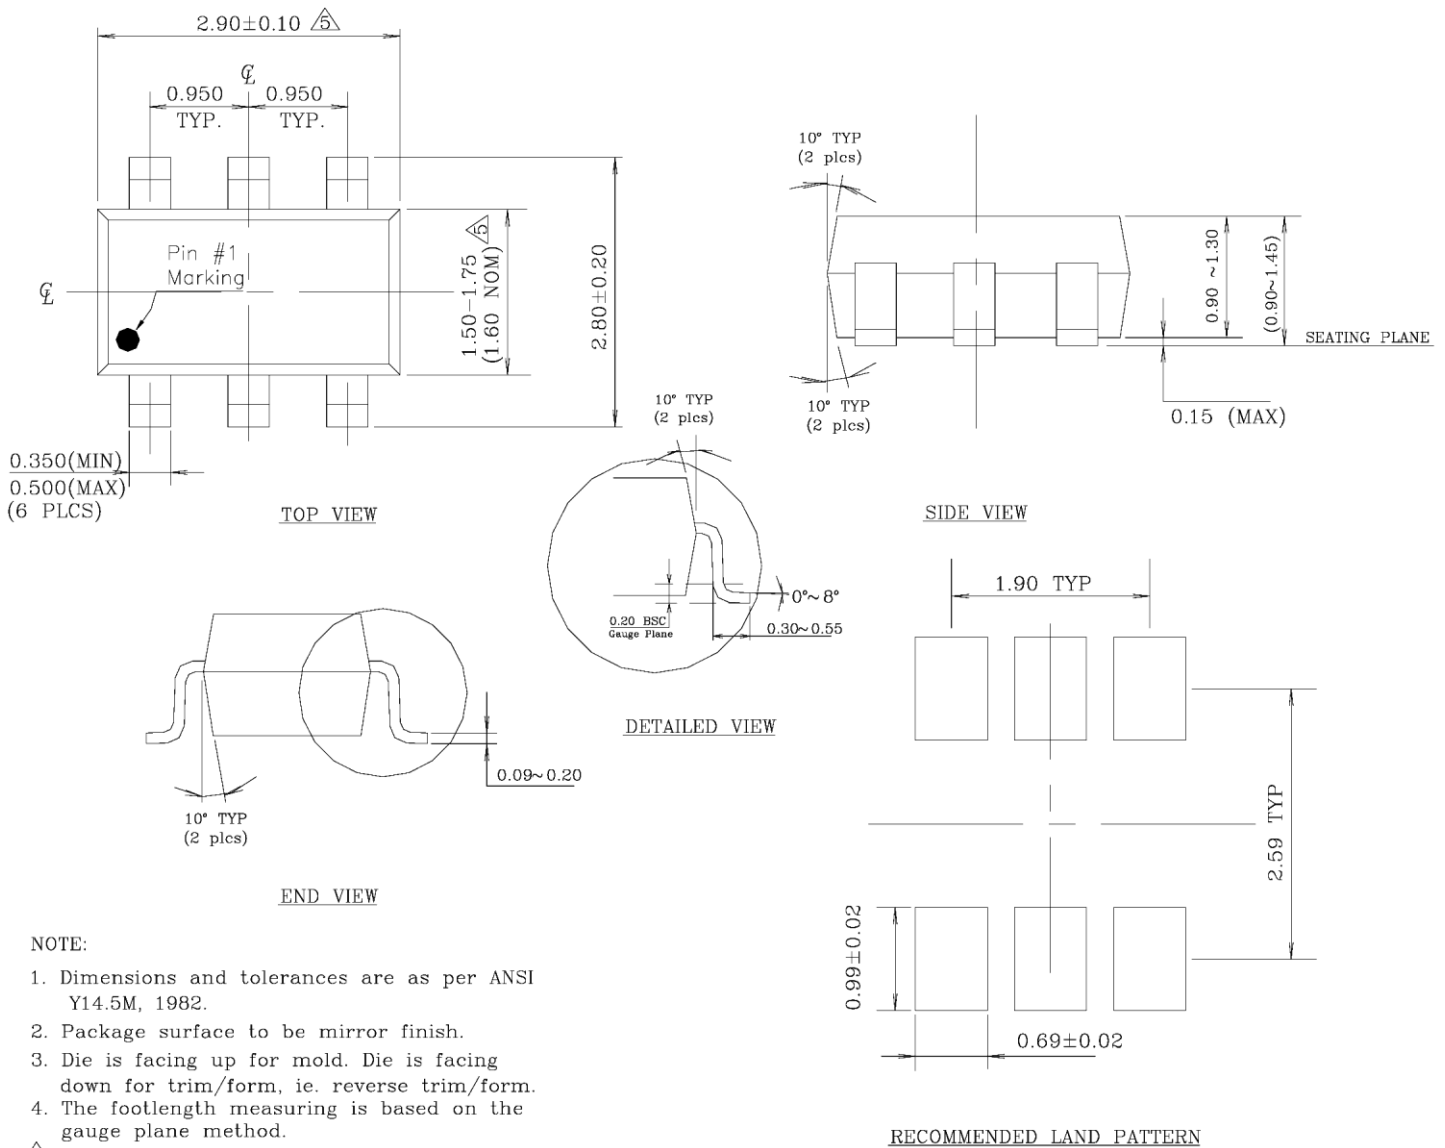 2.90±0.10 5
℄
0.950 0.950
TYP. TYP.
Pin #1
Marking
℄
1.50-1.75 5
(1.60 NOM)
2.80±0.20
0.350(MIN)
0.500(MAX)
(6 PLCS)
TOP VIEW
10° TYP
(2 plcs)
0.90 ~1.30
(0.90~1.45)
SEATING PLANE
0.15 (MAX)
10° TYP
(2 plcs)
SIDE VIEW
10° TYP
(2 plcs)
0.20 BSC
Gauge Plane
0°~8°
0.30~0.55
DETAILED VIEW
0.09~0.20
10° TYP
(2 plcs)
END VIEW
1.90 TYP
2.59 TYP
0.99±0.02
0.69±0.02
RECOMMENDED LAND PATTERN
NOTE:
1. Dimensions and tolerances are as per ANSI
Y14.5M, 1982.
2. Package surface to be mirror finish.
3. Die is facing up for mold. Die is facing
down for trim/form, ie. reverse trim/form.
4. The footlength measuring is based on the
gauge plane method.